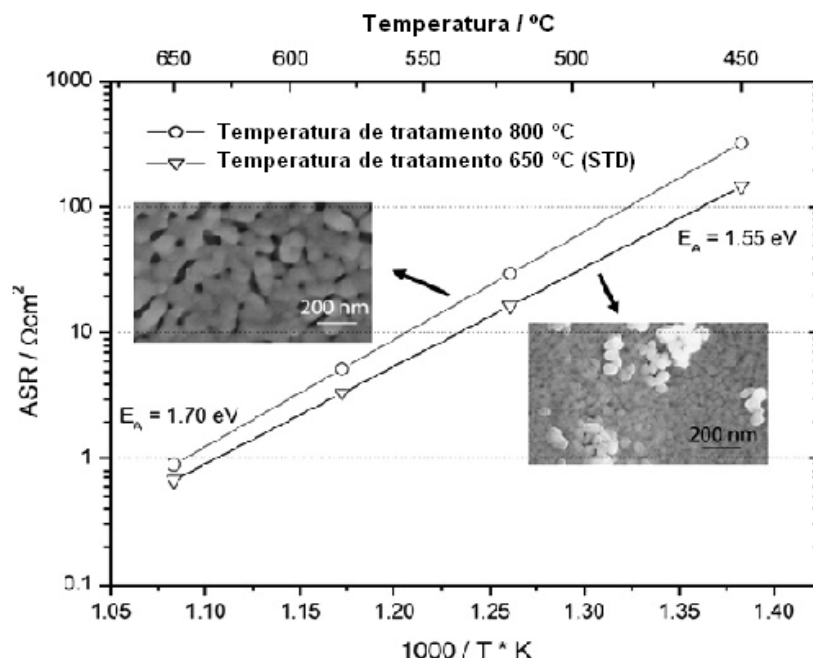 Temperatura / ºC
650 600 550 500 450
1000
Temperatura de tratamento 800 ºC
Temperatura de tratamento 650 ºC (STD)
100
Eₐ = 1.55 eV
200 nm
10
ASR / Ωcm²
Eₐ = 1.70 eV
200 nm
1
0.1
1.05 1.10 1.15 1.20 1.25 1.30 1.35 1.40
1000 / T * K